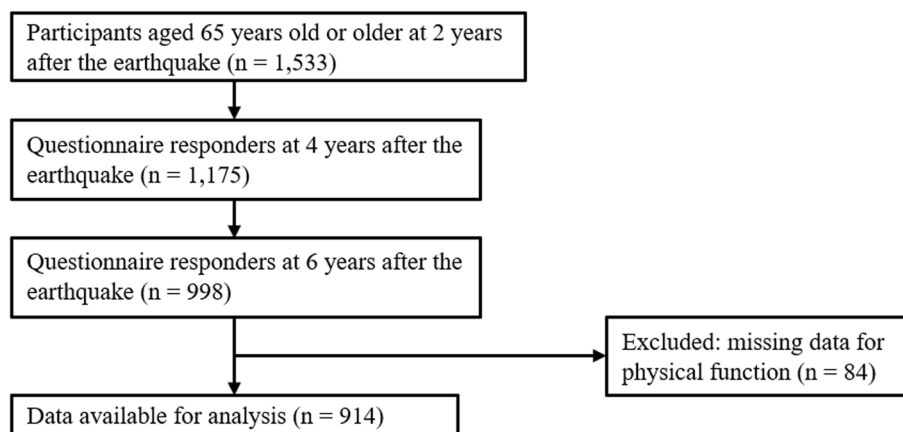 Participants aged 65 years old or older at 2 years
after the earthquake (n = 1,533)
Questionnaire responders at 4 years after the
earthquake (n = 1,175)
Questionnaire responders at 6 years after the
earthquake (n = 998)
Excluded: missing data for
physical function (n = 84)
Data available for analysis (n = 914)